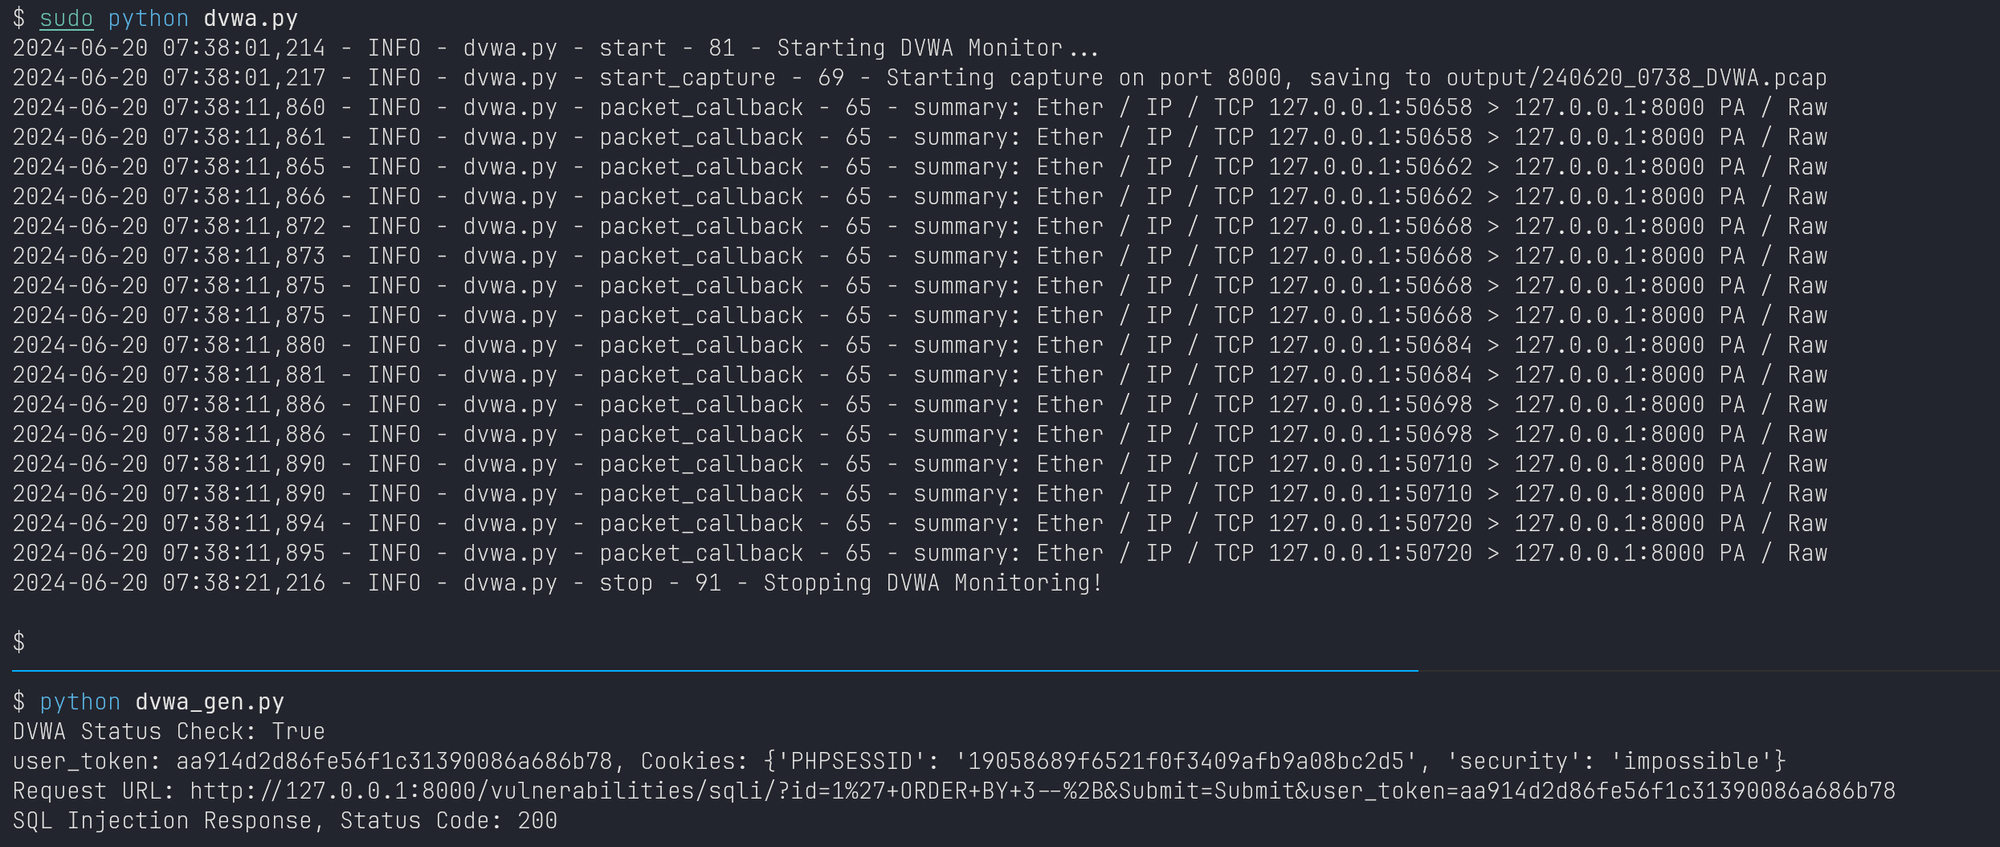 $ sudo python dvwa.py
2024-06-20 07:38:01,214 - INFO - dvwa.py - start - 81 - Starting DVWA Monitor...
2024-06-20 07:38:01,217 - INFO - dvwa.py - start_capture - 69 - Starting capture on port 8000, saving to output/240620_0738_DVWA.pcap
2024-06-20 07:38:11,860 - INFO - dvwa.py - packet_callback - 65 - summary: Ether / IP / TCP 127.0.0.1:50658 > 127.0.0.1:8000 PA / Raw
2024-06-20 07:38:11,861 - INFO - dvwa.py - packet_callback - 65 - summary: Ether / IP / TCP 127.0.0.1:50658 > 127.0.0.1:8000 PA / Raw
2024-06-20 07:38:11,865 - INFO - dvwa.py - packet_callback - 65 - summary: Ether / IP / TCP 127.0.0.1:50662 > 127.0.0.1:8000 PA / Raw
2024-06-20 07:38:11,866 - INFO - dvwa.py - packet_callback - 65 - summary: Ether / IP / TCP 127.0.0.1:50662 > 127.0.0.1:8000 PA / Raw
2024-06-20 07:38:11,872 - INFO - dvwa.py - packet_callback - 65 - summary: Ether / IP / TCP 127.0.0.1:50668 > 127.0.0.1:8000 PA / Raw
2024-06-20 07:38:11,873 - INFO - dvwa.py - packet_callback - 65 - summary: Ether / IP / TCP 127.0.0.1:50668 > 127.0.0.1:8000 PA / Raw
2024-06-20 07:38:11,875 - INFO - dvwa.py - packet_callback - 65 - summary: Ether / IP / TCP 127.0.0.1:50668 > 127.0.0.1:8000 PA / Raw
2024-06-20 07:38:11,875 - INFO - dvwa.py - packet_callback - 65 - summary: Ether / IP / TCP 127.0.0.1:50668 > 127.0.0.1:8000 PA / Raw
2024-06-20 07:38:11,880 - INFO - dvwa.py - packet_callback - 65 - summary: Ether / IP / TCP 127.0.0.1:50684 > 127.0.0.1:8000 PA / Raw
2024-06-20 07:38:11,881 - INFO - dvwa.py - packet_callback - 65 - summary: Ether / IP / TCP 127.0.0.1:50684 > 127.0.0.1:8000 PA / Raw
2024-06-20 07:38:11,886 - INFO - dvwa.py - packet_callback - 65 - summary: Ether / IP / TCP 127.0.0.1:50698 > 127.0.0.1:8000 PA / Raw
2024-06-20 07:38:11,886 - INFO - dvwa.py - packet_callback - 65 - summary: Ether / IP / TCP 127.0.0.1:50698 > 127.0.0.1:8000 PA / Raw
2024-06-20 07:38:11,890 - INFO - dvwa.py - packet_callback - 65 - summary: Ether / IP / TCP 127.0.0.1:50710 > 127.0.0.1:8000 PA / Raw
2024-06-20 07:38:11,890 - INFO - dvwa.py - packet_callback - 65 - summary: Ether / IP / TCP 127.0.0.1:50710 > 127.0.0.1:8000 PA / Raw
2024-06-20 07:38:11,894 - INFO - dvwa.py - packet_callback - 65 - summary: Ether / IP / TCP 127.0.0.1:50720 > 127.0.0.1:8000 PA / Raw
2024-06-20 07:38:11,895 - INFO - dvwa.py - packet_callback - 65 - summary: Ether / IP / TCP 127.0.0.1:50720 > 127.0.0.1:8000 PA / Raw
2024-06-20 07:38:21,216 - INFO - dvwa.py - stop - 91 - Stopping DVWA Monitoring!
$
$ python dvwa_gen.py
DVWA Status Check: True
user_token: aa914d2d86fe56f1c31390086a686b78, Cookies: {'PHPSESSID': '19058689f6521f0f3409afb9a08bc2d5', 'security': 'impossible'}
Request URL: http://127.0.0.1:8000/vulnerabilities/sqli/?id=1%27+ORDER+BY+3--%2B&Submit=Submit&user_token=aa914d2d86fe56f1c31390086a686b78
SQL Injection Response, Status Code: 200